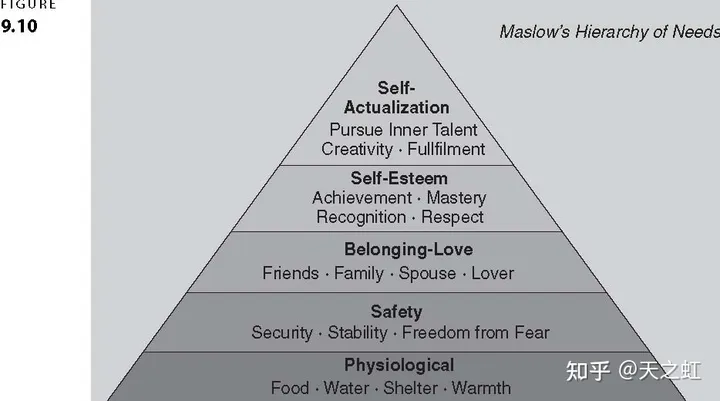 FIGURE
9.10
Maslow's Hierarchy of Needs
Self-
Actualization
Pursue Inner Talent
Creativity · Fullfilment
Self-Esteem
Achievement · Mastery
Recognition · Respect
Belonging-Love
Friends · Family · Spouse · Lover
Safety
Security · Stability · Freedom from Fear
Physiological
Food · Water · Shelter · Warmth
知乎 @天之虹